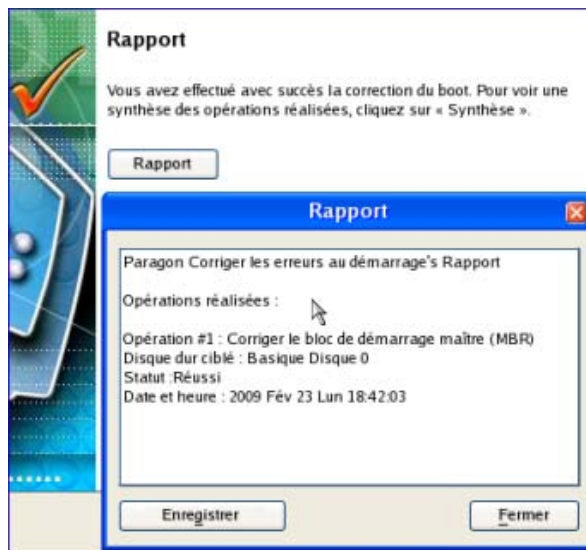 Rapport
Vous avez effectué avec succès la correction du boot. Pour voir une
synthèse des opérations réalisées, cliquez sur « Synthèse ».
Rapport
Rapport
Paragon Corriger les erreurs au démarrage's Rapport
Opérations réalisées :
Opération #1 : Corriger le bloc de démarrage maître (MBR)
Disque dur ciblé : Basique Disque 0
Statut :Réussi
Date et heure : 2009 Fév 23 Lun 18:42:03
Enregistrer
Fermer